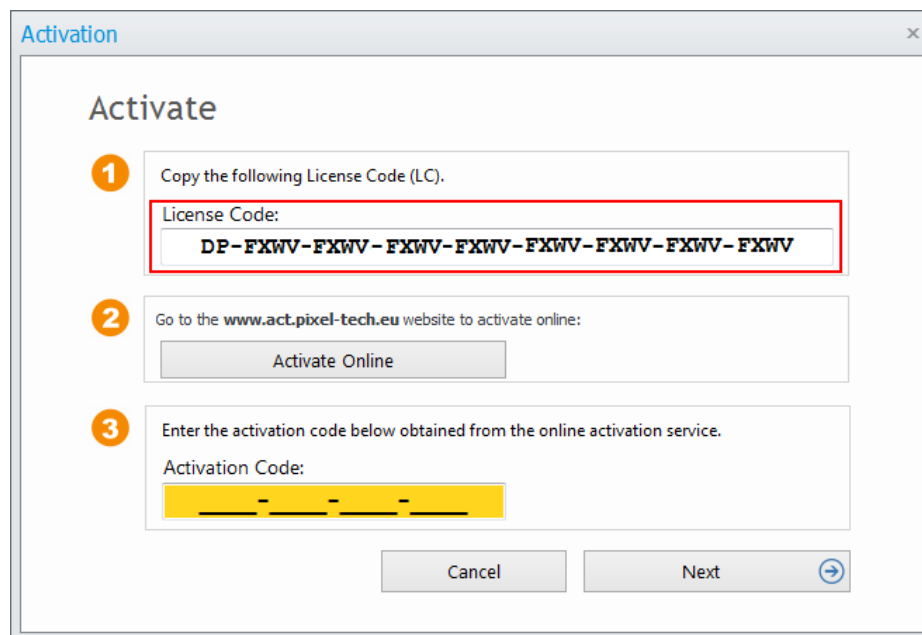 Activation
Activate
1
Copy the following License Code (LC).
License Code:
DP-FXWV-FXWV-FXWV-FXWV-FXWV-FXWV-FXWV-FXWV
2
Go to the www.act.pixel-tech.eu website to activate online:
Activate Online
3
Enter the activation code below obtained from the online activation service.
Activation Code:
____-____-____-____
Cancel
Next